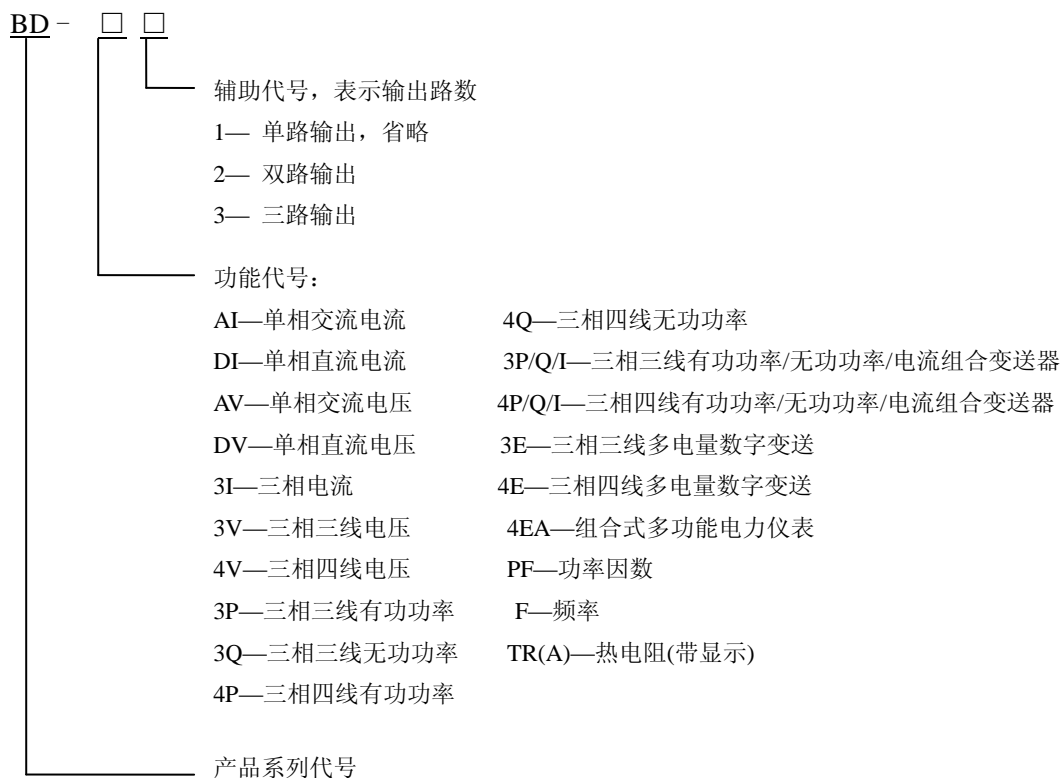 BD - □ □
辅助代号，表示输出路数
1— 单路输出，省略
2— 双路输出
3— 三路输出
功能代号：
AI—单相交流电流 4Q—三相四线无功功率
DI—单相直流电流 3P/Q/I—三相三线有功功率/无功功率/电流组合变送器
AV—单相交流电压 4P/Q/I—三相四线有功功率/无功功率/电流组合变送器
DV—单相直流电压 3E—三相三线多电量数字变送
3I—三相电流 4E—三相四线多电量数字变送
3V—三相三线电压 4EA—组合式多功能电力仪表
4V—三相四线电压 PF—功率因数
3P—三相三线有功功率 F—频率
3Q—三相三线无功功率 TR(A)—热电阻(带显示)
4P—三相四线有功功率
产品系列代号